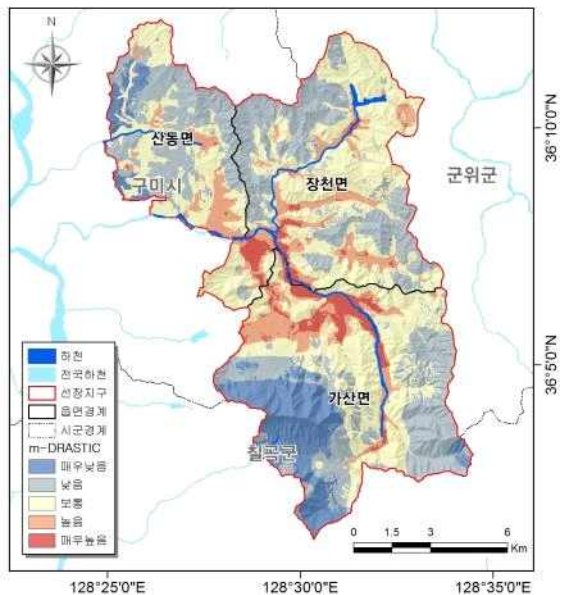 N
산동면
구미시
장천면
군위군
가산면
칠곡군
36°10'0"N
36°5'0"N
하천
전국하천
선장지구
읍면경계
시군경계
m-DRASTIC
매우낮음
낮음
보통
높음
매우높음
0 1.5 3 6
Km
128°25'0"E 128°30'0"E 128°35'0"E